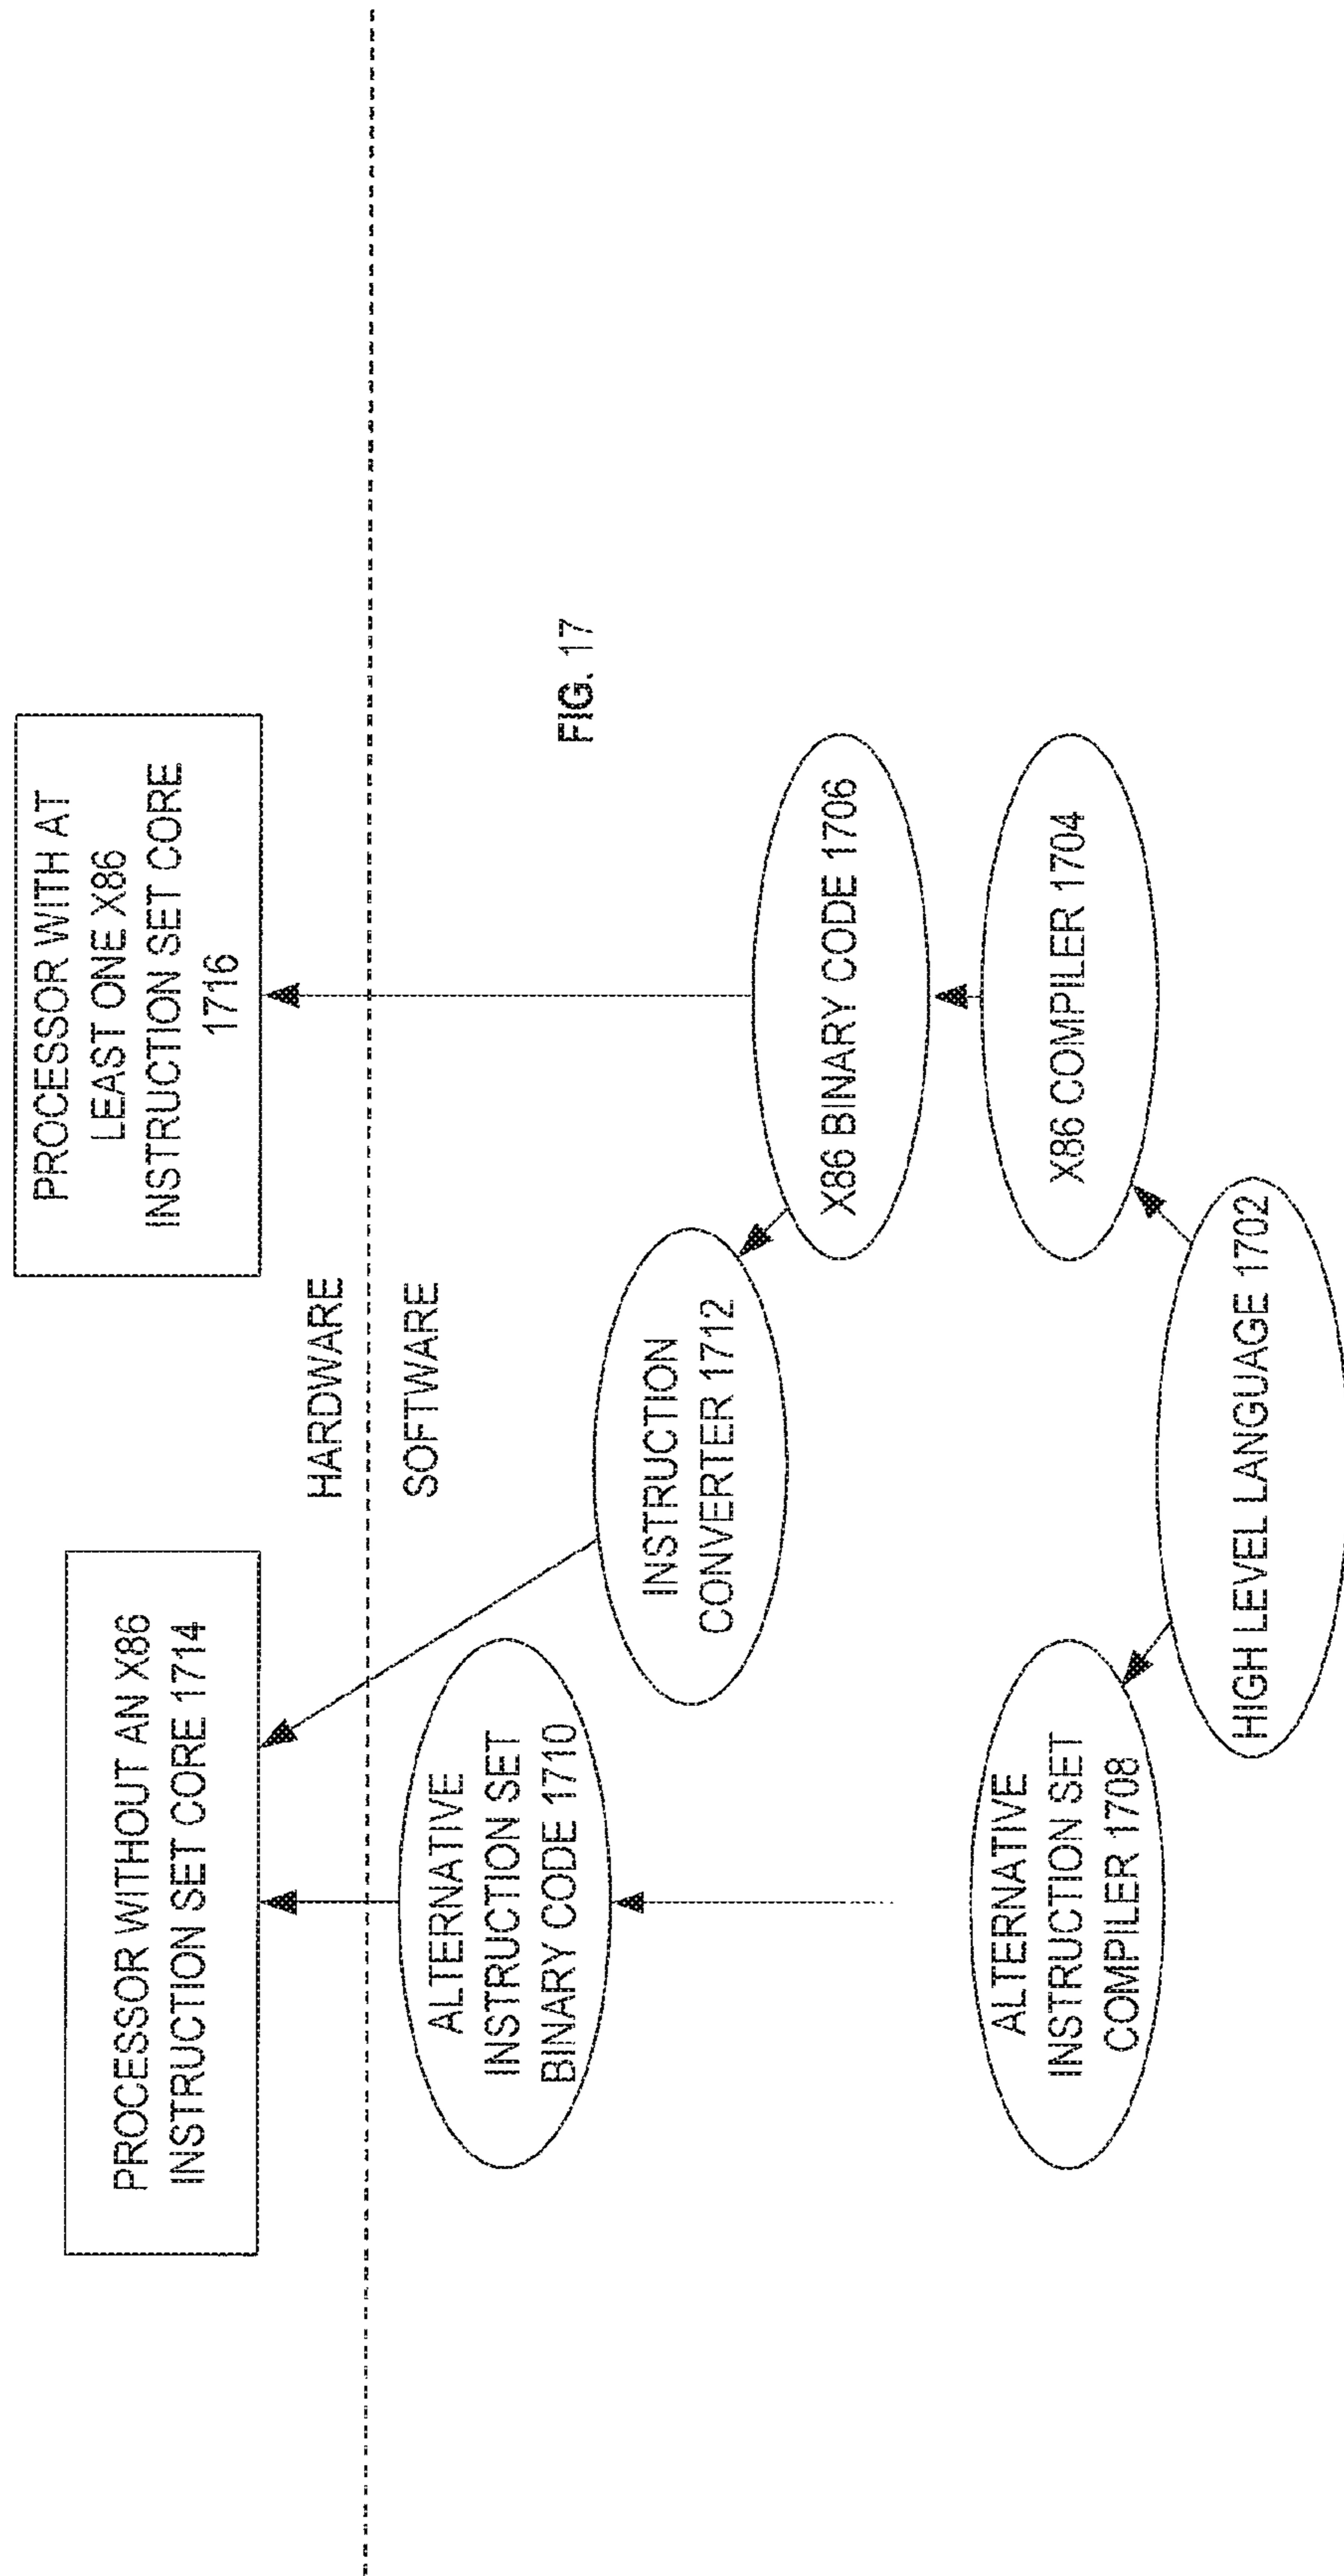 PROCESSOR WITHOUT AN X86
INSTRUCTION SET CORE 1714
PROCESSOR WITH AT
LEAST ONE X86
INSTRUCTION SET CORE
1716
HARDWARE
SOFTWARE
ALTERNATIVE
INSTRUCTION SET
BINARY CODE 1710
INSTRUCTION
CONVERTER 1712
FIG. 17
X86 BINARY CODE 1706
ALTERNATIVE
INSTRUCTION SET
COMPILER 1708
X86 COMPILER 1704
HIGH LEVEL LANGUAGE 1702